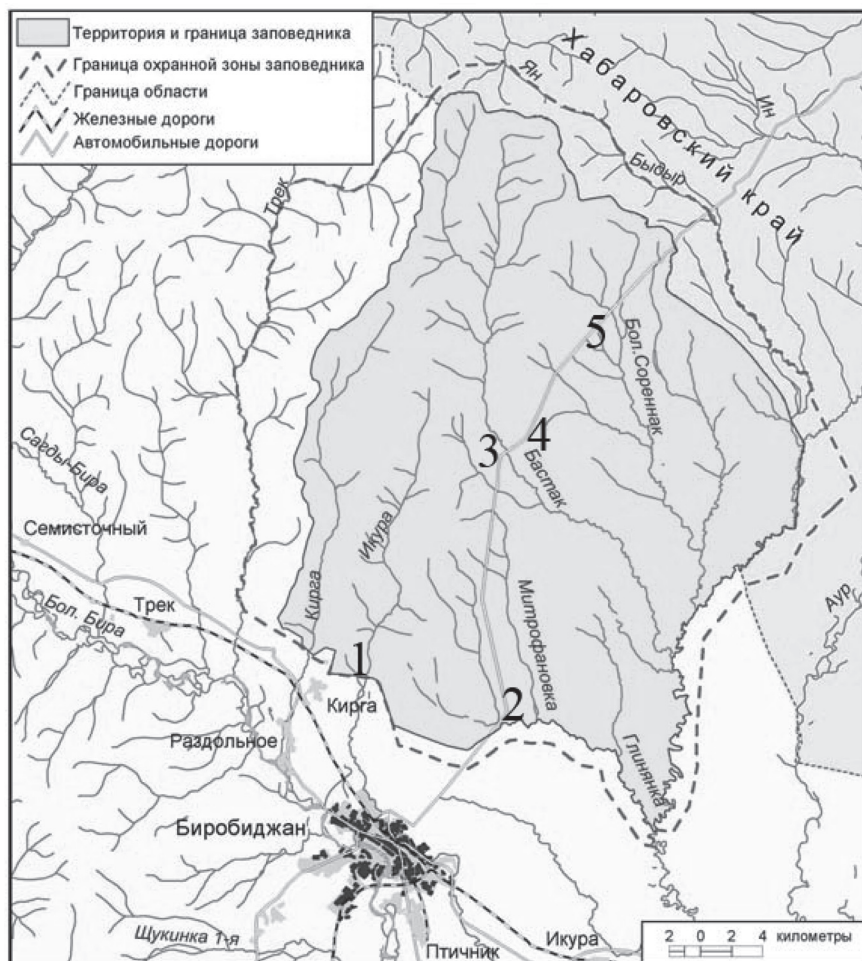 Территория и граница заповедника
Граница охранной зоны заповедника
Граница области
Железные дороги
Автомобильные дороги
Хабаровский край
Ян
Ин
Быдыр
Трек
5
Бол.Сореннак
4
3
Бастак
Сагды-Бира
Икура
Семисточный
Кирга
Митрофановка
Трек
Бол. Бира
Аур
1
Кирга
2
Раздольное
Глинянка
Биробиджан
Щукинка 1-я
Птичник
Икура
2 0 2 4 километры